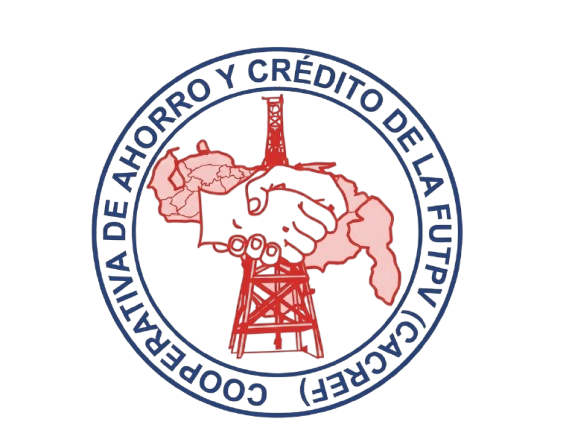 COOPERATIVA DE AHORRO Y CRÉDITO DE LA FUTPV (CACREF)